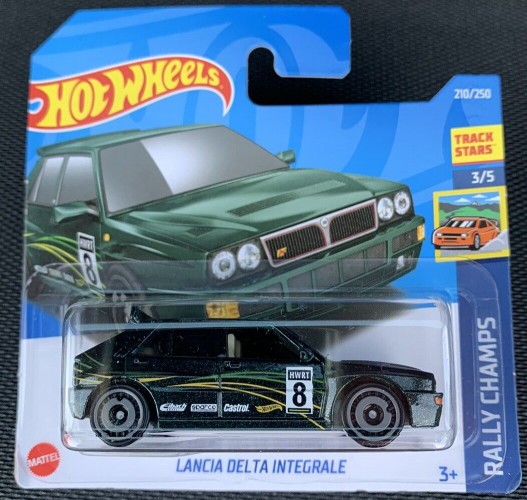 HOT WHEELS
210/250
TRACK
STARS
3/5
8
HWRT
8
sparco
Castrol
MATTEL
LANCIA DELTA INTEGRALE
3+
RALLY CHAMPS